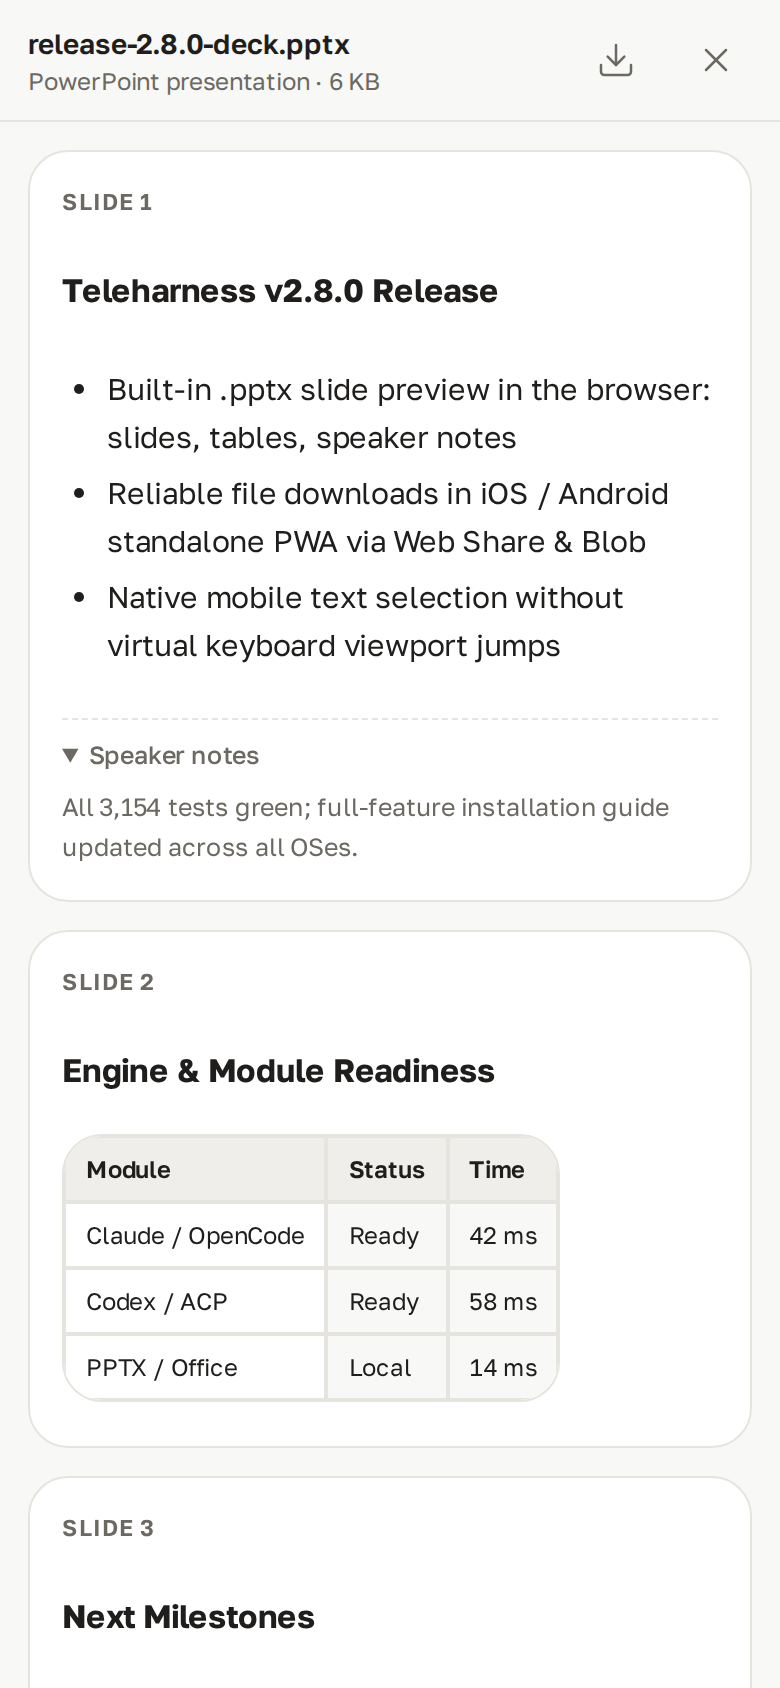 release-2.8.0-deck.pptx
PowerPoint presentation · 6 KB
SLIDE 1
Teleharness v2.8.0 Release
• Built-in .pptx slide preview in the browser:
slides, tables, speaker notes
• Reliable file downloads in iOS / Android
standalone PWA via Web Share & Blob
• Native mobile text selection without
virtual keyboard viewport jumps
▼ Speaker notes
All 3,154 tests green; full-feature installation guide
updated across all OSes.
SLIDE 2
Engine & Module Readiness
Module Status Time
Claude / OpenCode Ready 42 ms
Codex / ACP Ready 58 ms
PPTX / Office Local 14 ms
SLIDE 3
Next Milestones